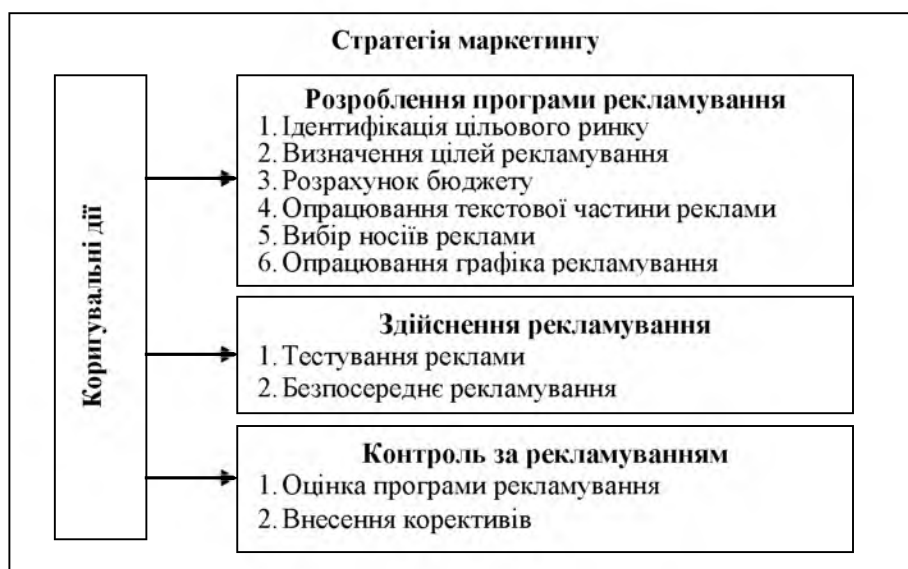 Стратегія маркетингу
Коригувальні дії
Розроблення програми рекламування
1. Ідентифікація цільового ринку
2. Визначення цілей рекламування
3. Розрахунок бюджету
4. Опрацювання текстової частини реклами
5. Вибір носіїв реклами
6. Опрацювання графіка рекламування
Здійснення рекламування
1. Тестування реклами
2. Безпосереднє рекламування
Контроль за рекламуванням
1. Оцінка програми рекламування
2. Внесення корективів